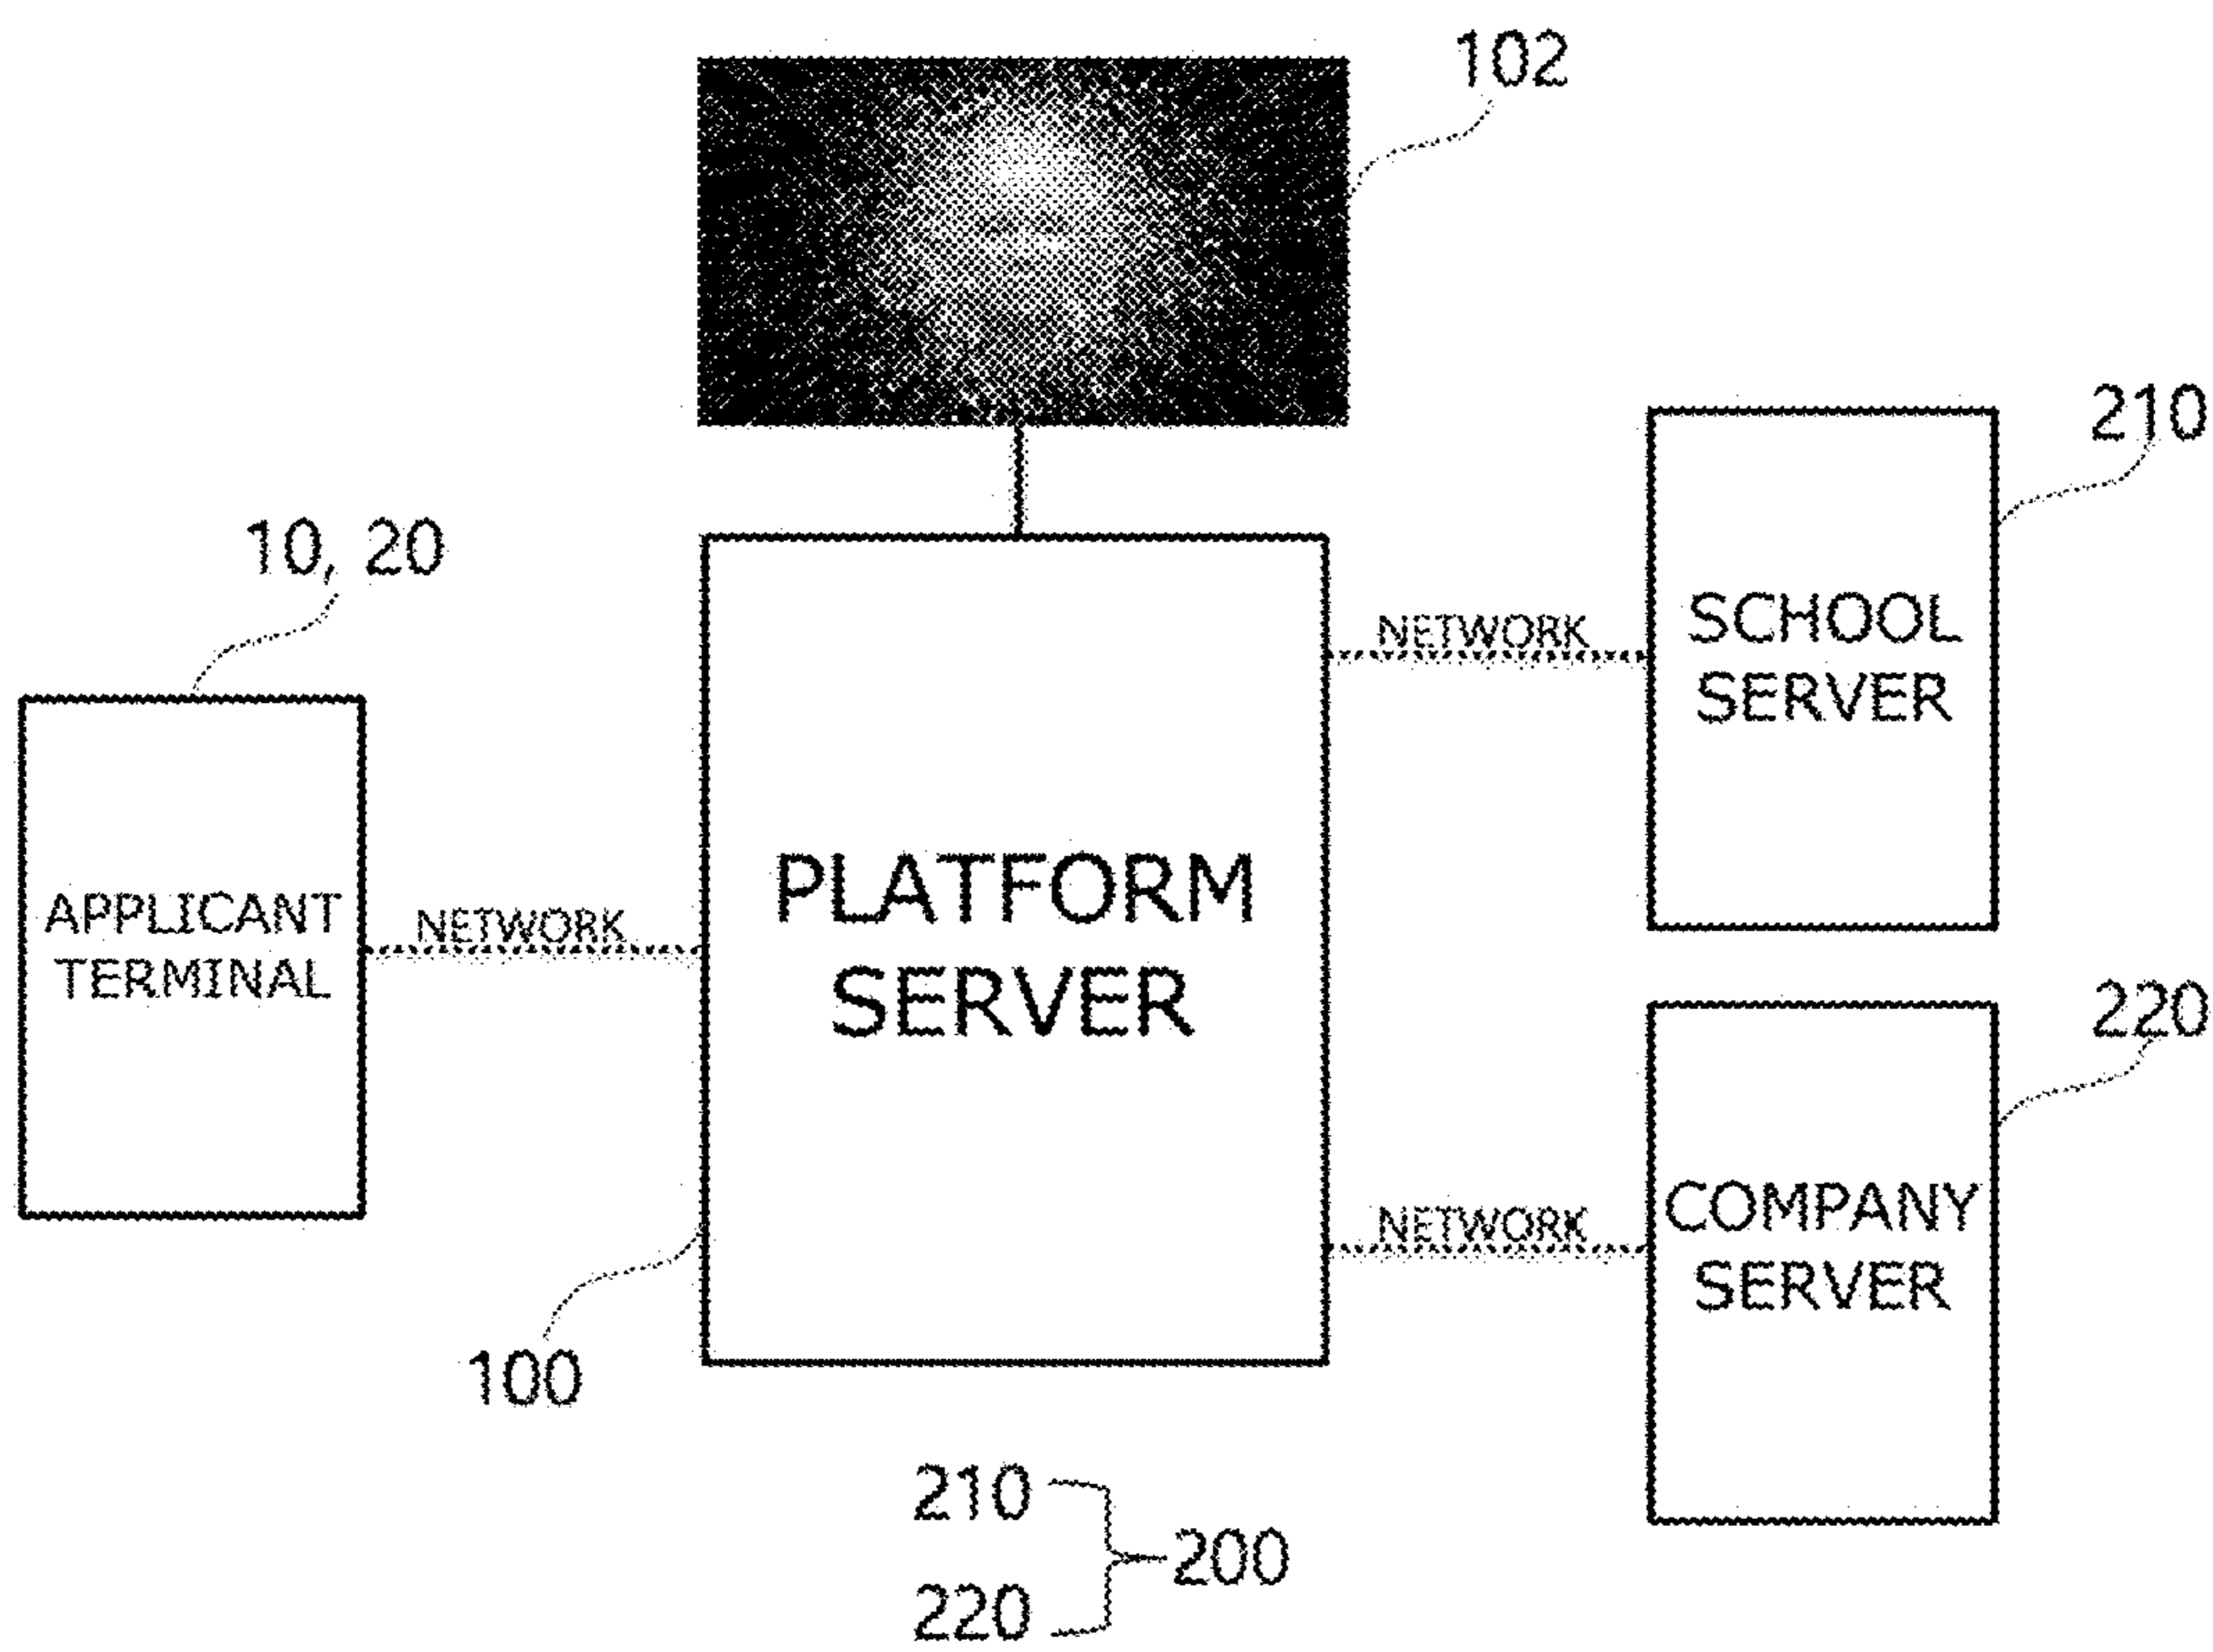 102
210
10, 20
NETWORK
SCHOOL
SERVER
APPLICANT
TERMINAL
NETWORK
PLATFORM
SERVER
220
NETWORK
COMPANY
SERVER
100
210
200
220